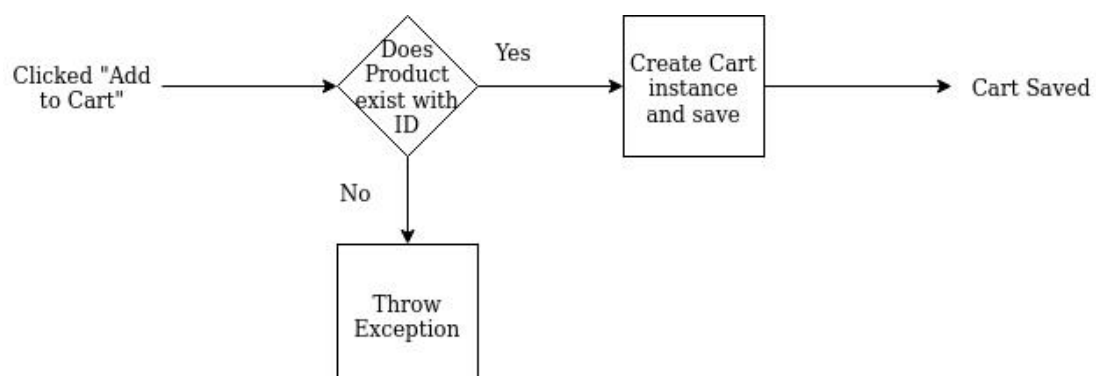 Clicked "Add
to Cart"
Does
Product
exist with
ID
Yes
Create Cart
instance
and save
Cart Saved
No
Throw
Exception